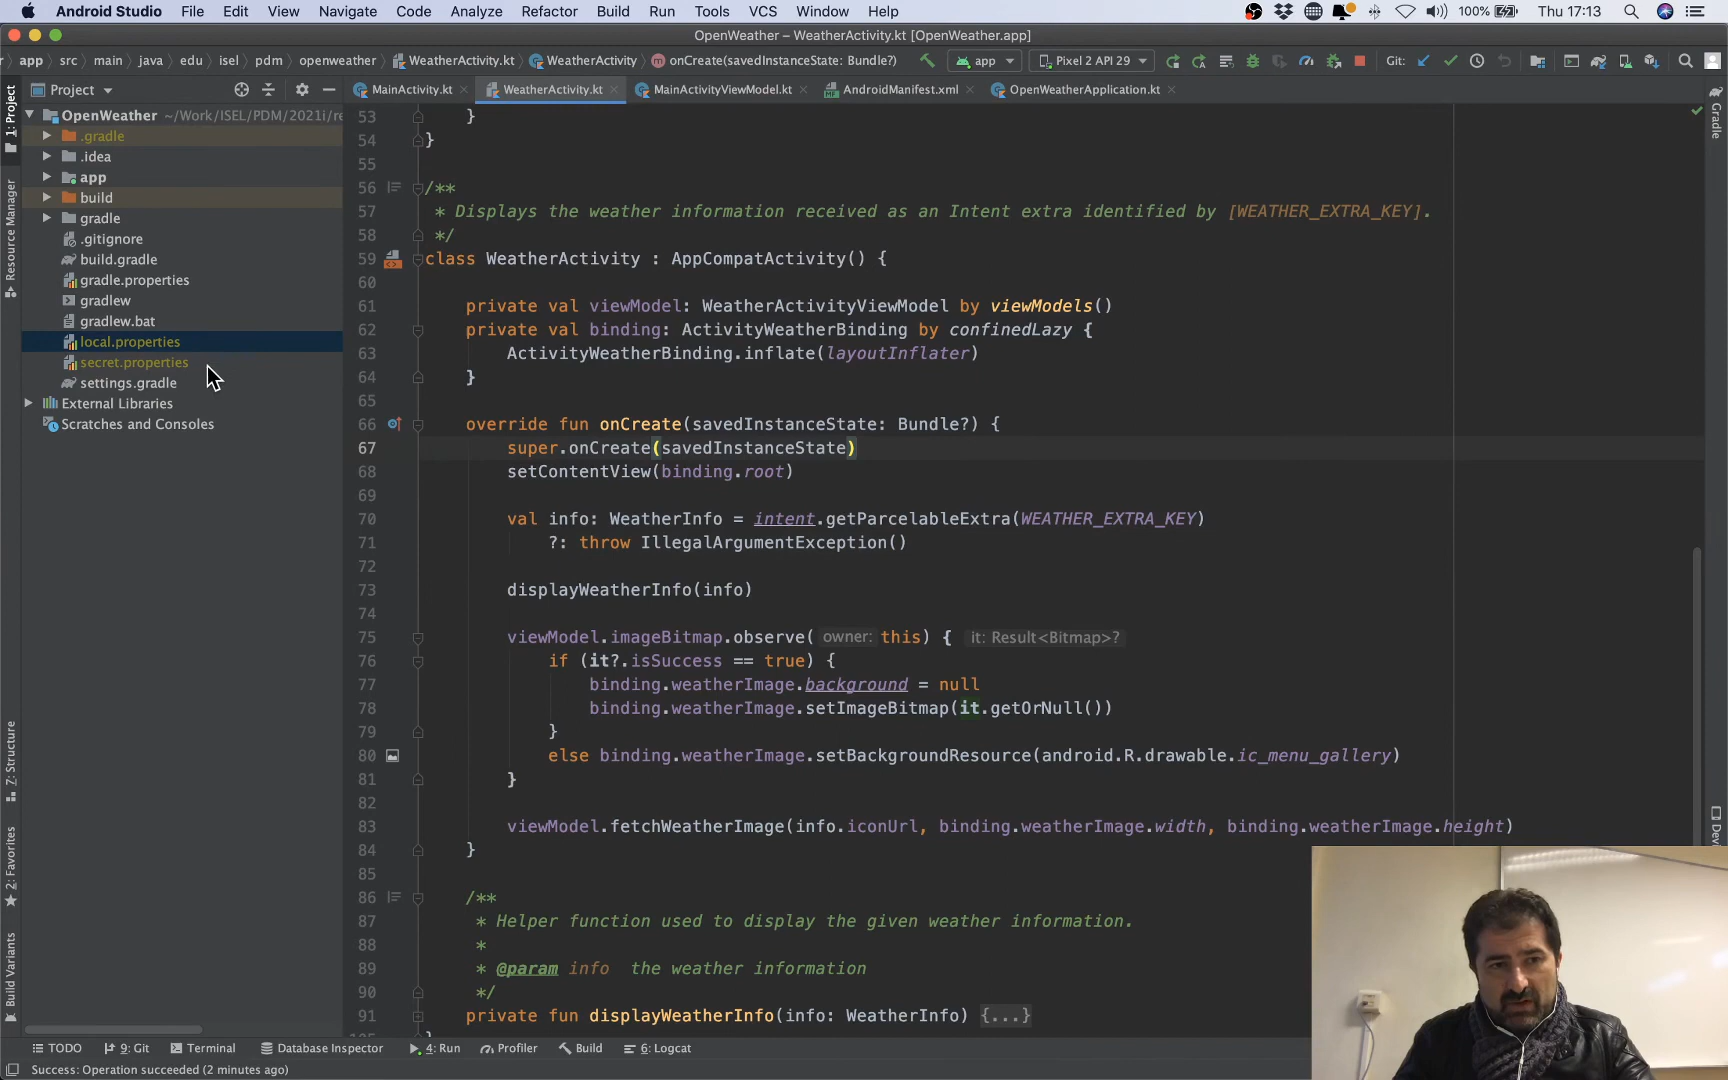 Android Studio File Edit View Navigate Code Analyze Refactor Build Run Tools VCS Window Help 100% Thu 17:13
OpenWeather – WeatherActivity.kt [OpenWeather.app]
app src main java edu isel pdm openweather WeatherActivity.kt WeatherActivity onCreate(savedInstanceState: Bundle?) app Pixel 2 API 29 Git:
Project MainActivity.kt WeatherActivity.kt MainActivityViewModel.kt AndroidManifest.xml OpenWeatherApplication.kt
1: Project
Resource Manager
Z: Structure
2: Favorites
Build Variants
OpenWeather ~/Work/ISEL/PDM/2021i/re
.gradle
.idea
app
build
gradle
.gitignore
build.gradle
gradle.properties
gradlew
gradlew.bat
local.properties
secret.properties
settings.gradle
External Libraries
Scratches and Consoles
53 }
54 }
55
56 /**
57 * Displays the weather information received as an Intent extra identified by [WEATHER_EXTRA_KEY].
58 */
59 class WeatherActivity : AppCompatActivity() {
60
61 private val viewModel: WeatherActivityViewModel by viewModels()
62 private val binding: ActivityWeatherBinding by confinedLazy {
63 ActivityWeatherBinding.inflate(layoutInflater)
64 }
65
66 override fun onCreate(savedInstanceState: Bundle?) {
67 super.onCreate(savedInstanceState)
68 setContentView(binding.root)
69
70 val info: WeatherInfo = intent.getParcelableExtra(WEATHER_EXTRA_KEY)
71 ?: throw IllegalArgumentException()
72
73 displayWeatherInfo(info)
74
75 viewModel.imageBitmap.observe( owner: this) { it: Result<Bitmap>?
76 if (it?.isSuccess == true) {
77 binding.weatherImage.background = null
78 binding.weatherImage.setImageBitmap(it.getOrNull())
79 }
80 else binding.weatherImage.setBackgroundResource(android.R.drawable.ic_menu_gallery)
81 }
82
83 viewModel.fetchWeatherImage(info.iconUrl, binding.weatherImage.width, binding.weatherImage.height)
84 }
85
86 /**
87 * Helper function used to display the given weather information.
88 *
89 * @param info the weather information
90 */
91 private fun displayWeatherInfo(info: WeatherInfo) {...}
Gradle
TODO 9: Git Terminal Database Inspector 4: Run Profiler Build 6: Logcat
Success: Operation succeeded (2 minutes ago)